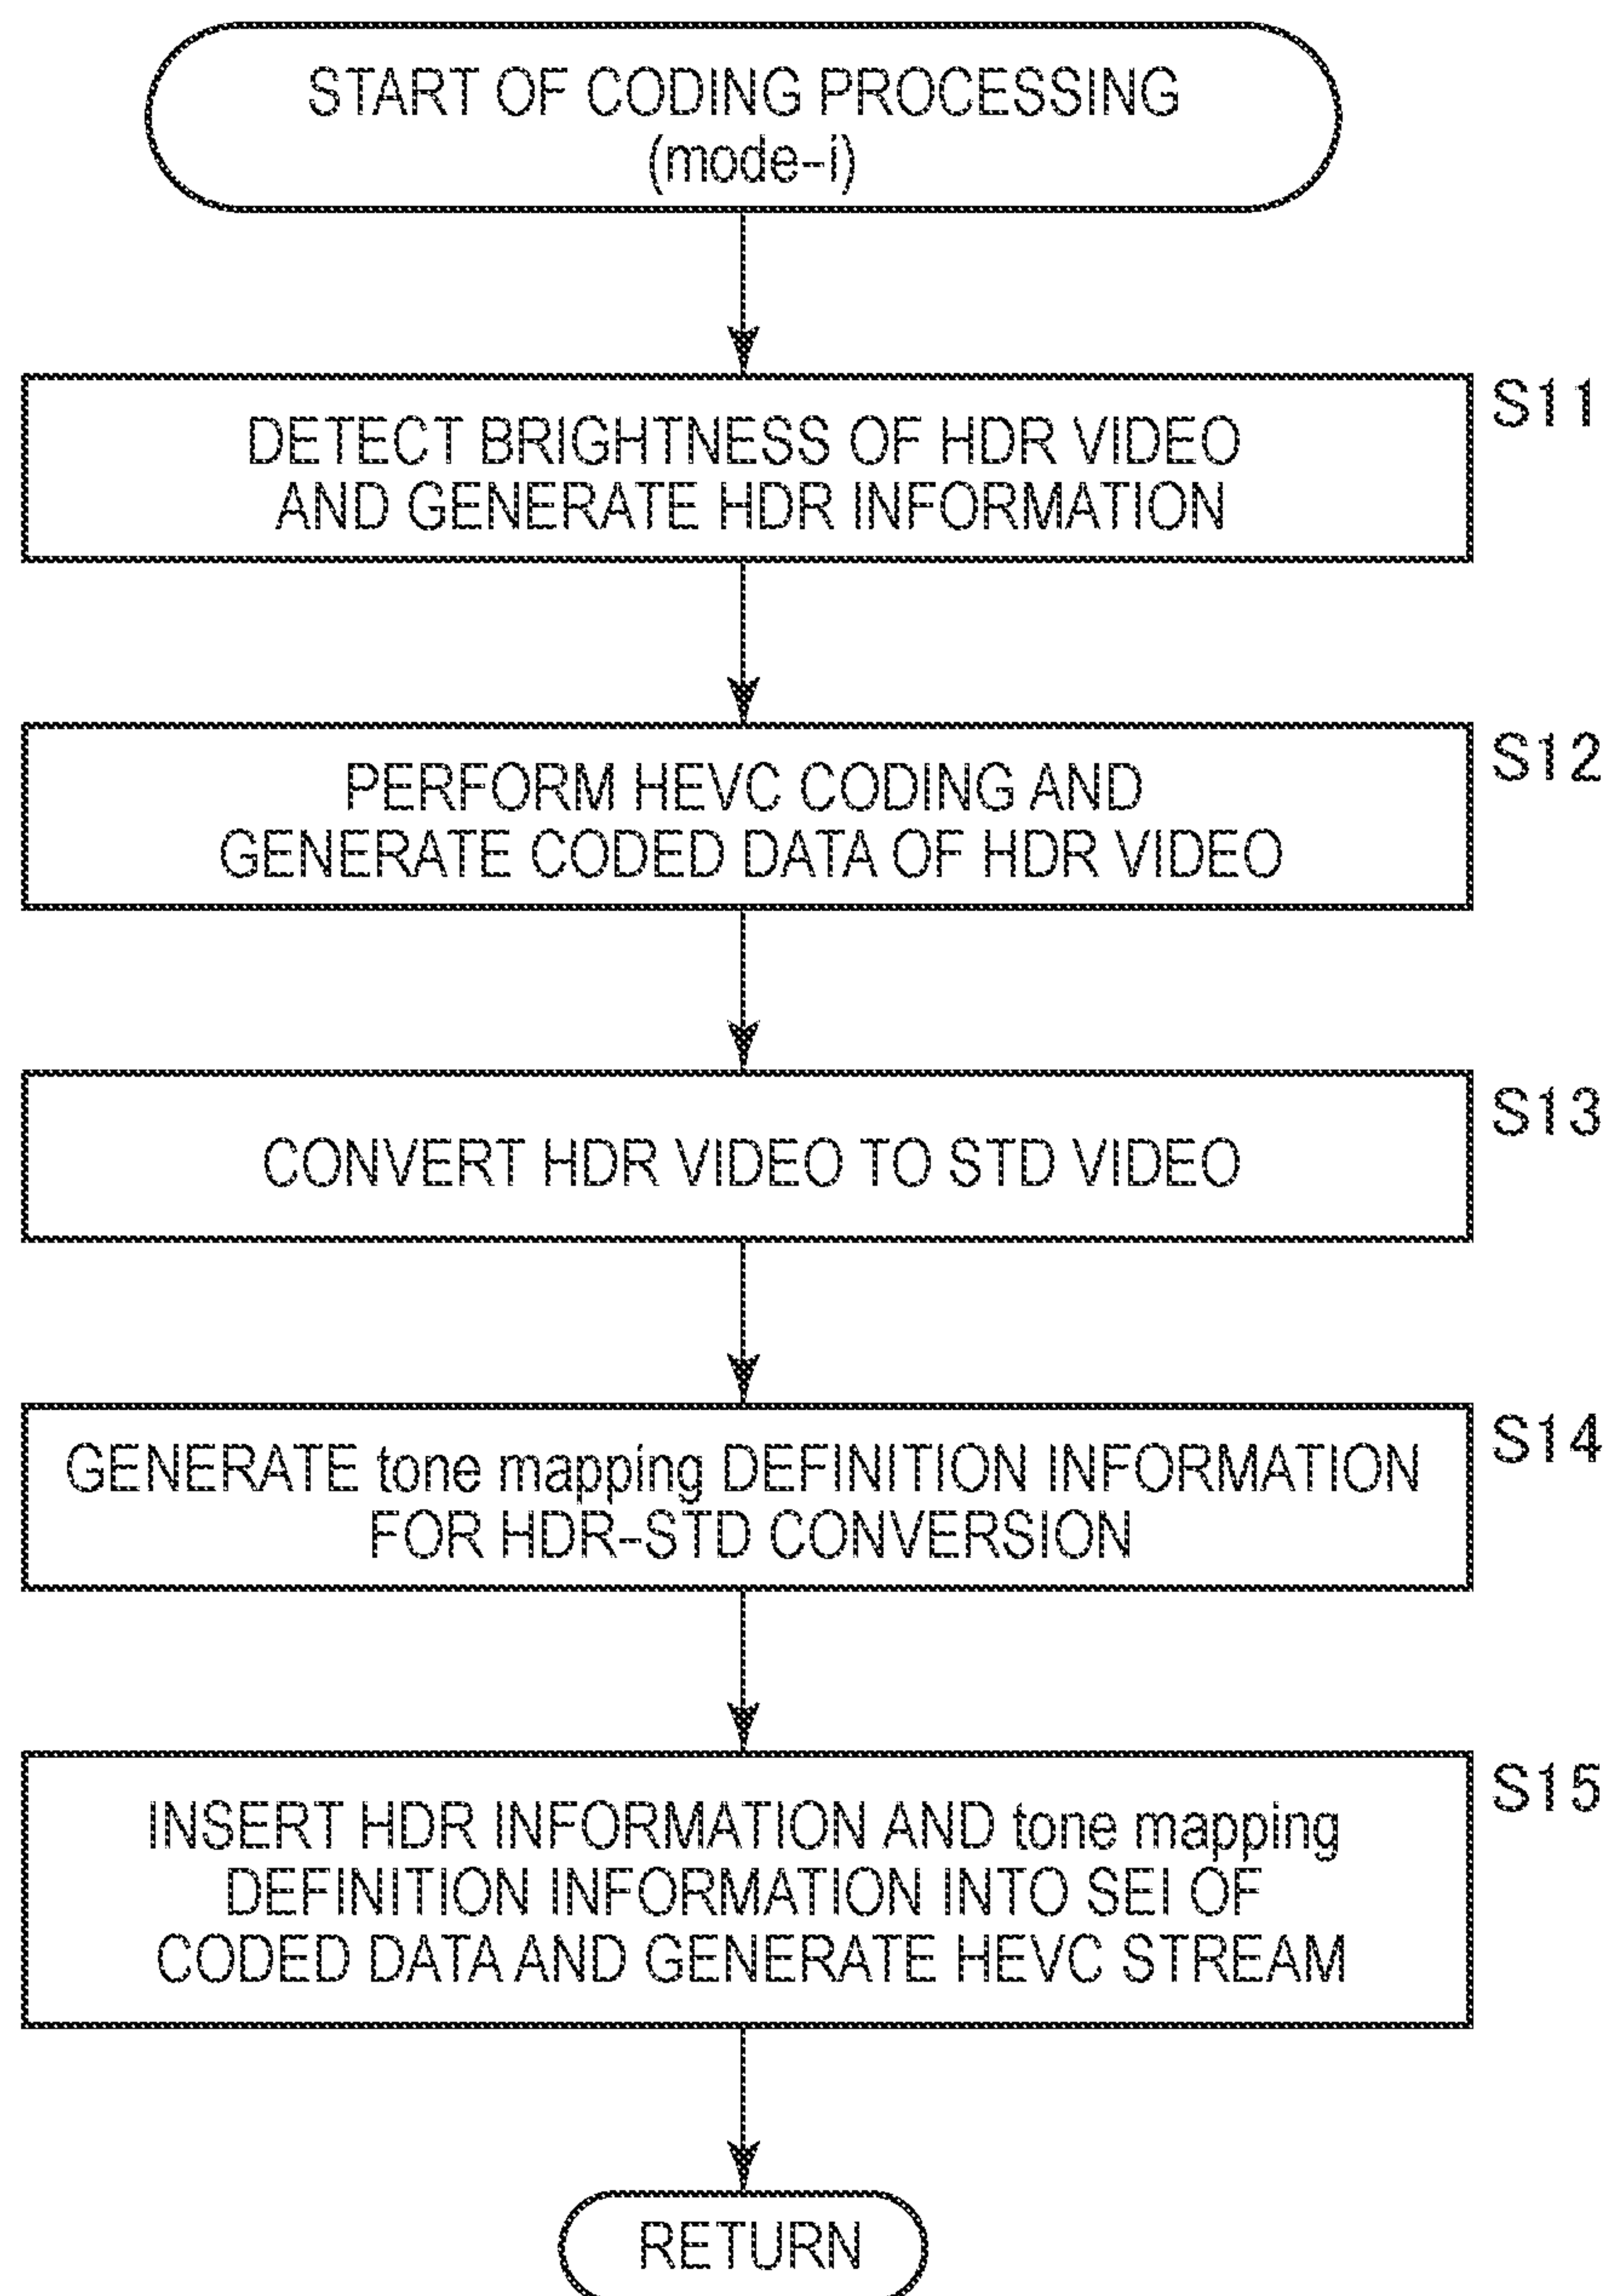 START OF CODING PROCESSING
(mode-i)
S11
DETECT BRIGHTNESS OF HDR VIDEO
AND GENERATE HDR INFORMATION
S12
PERFORM HEVC CODING AND
GENERATE CODED DATA OF HDR VIDEO
S13
CONVERT HDR VIDEO TO STD VIDEO
S14
GENERATE tone mapping DEFINITION INFORMATION
FOR HDR-STD CONVERSION
S15
INSERT HDR INFORMATION AND tone mapping
DEFINITION INFORMATION INTO SEI OF
CODED DATA AND GENERATE HEVC STREAM
RETURN